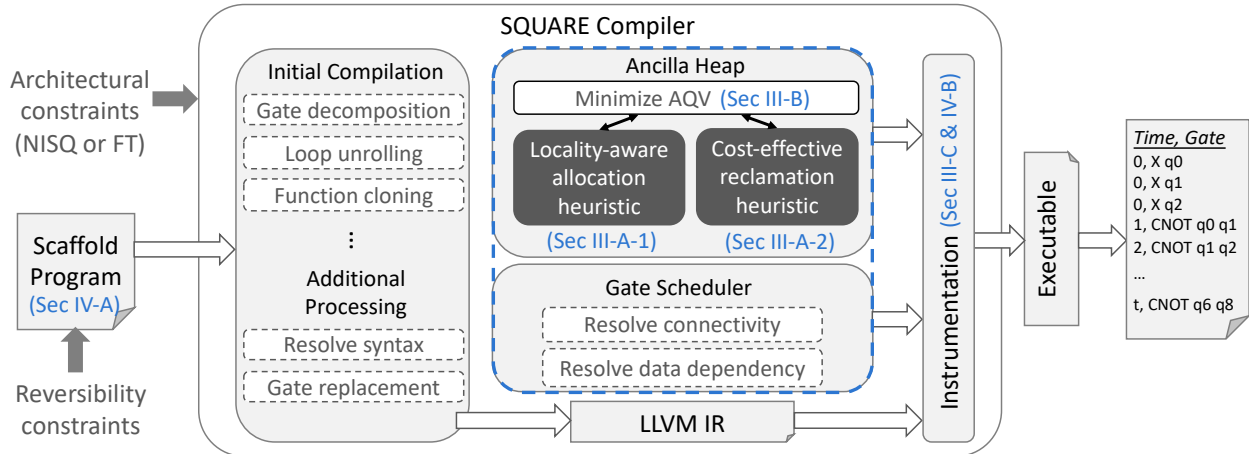 SQUARE Compiler
Architectural
constraints
(NISQ or FT)
Scaffold
Program
(Sec IV-A)
Reversibility
constraints
Initial Compilation
Gate decomposition
Loop unrolling
Function cloning
⋮
Additional
Processing
Resolve syntax
Gate replacement
Ancilla Heap
Minimize AQV (Sec III-B)
Locality-aware
allocation
heuristic
(Sec III-A-1)
Cost-effective
reclamation
heuristic
(Sec III-A-2)
Gate Scheduler
Resolve connectivity
Resolve data dependency
LLVM IR
Instrumentation (Sec III-C & IV-B)
Executable
Time, Gate
0, X q0
0, X q1
0, X q2
1, CNOT q0 q1
2, CNOT q1 q2
...
t, CNOT q6 q8